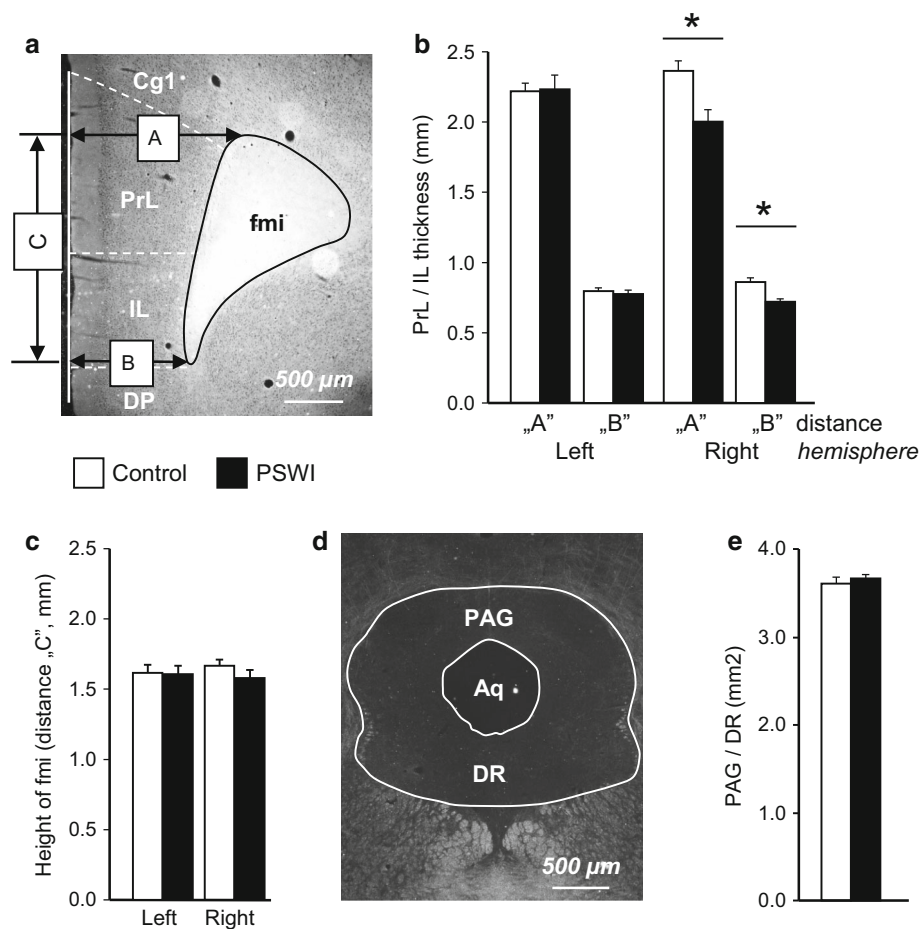 a
Cg1
A
PrL
C
fmi
IL
B
500 µm
DP
Control
PSWI
b
PrL / IL thickness (mm)
2.5
2.0
1.5
1.0
0.5
0.0
*
*
„A” „B” „A” „B” distance
Left Right hemisphere
c
Height of fmi (distance „C”, mm)
2.5
2.0
1.5
1.0
0.5
0.0
Left Right
d
PAG
Aq
DR
500 µm
e
PAG / DR (mm2)
4.0
3.0
2.0
1.0
0.0